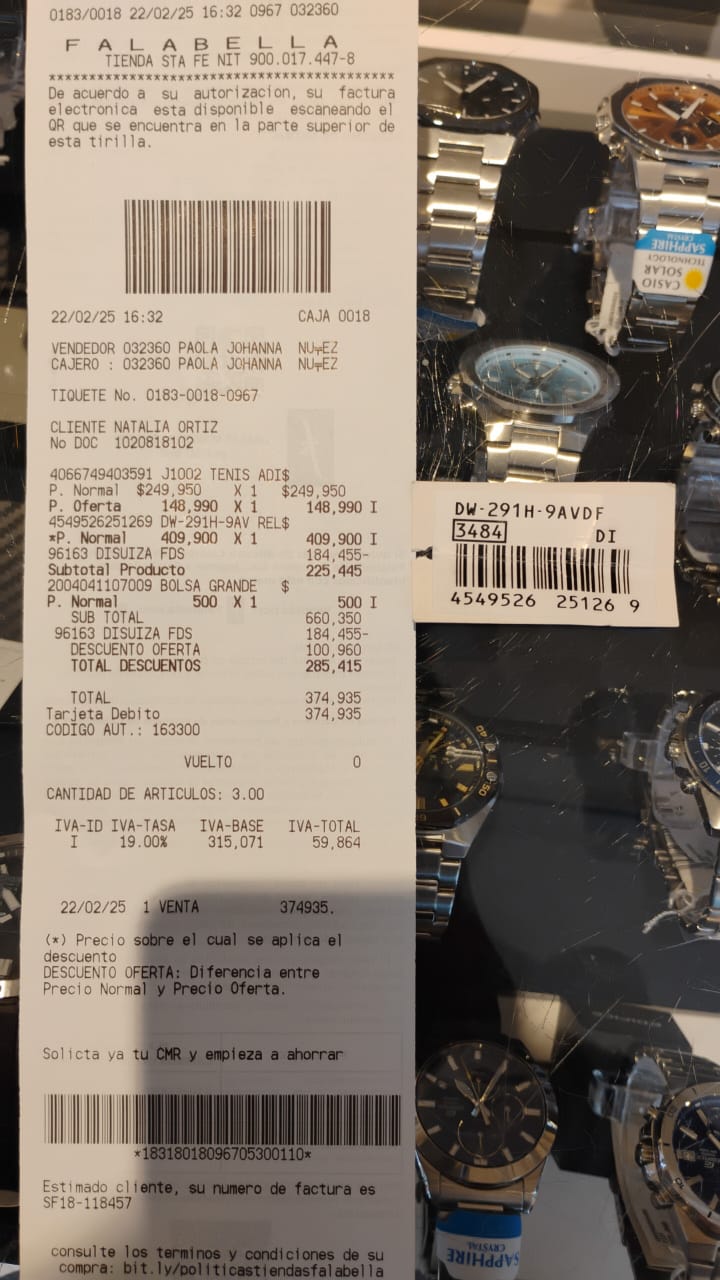 0183/0018 22/02/25 16:32 0967 032360
F A L A B E L L A
TIENDA STA FE NIT 900.017.447-8
******************************************
De acuerdo a su autorizacion, su factura
electronica esta disponible escaneando el
QR que se encuentra en la parte superior de
esta tirilla.
22/02/25 16:32 CAJA 0018
VENDEDOR 032360 PAOLA JOHANNA NU╤EZ
CAJERO : 032360 PAOLA JOHANNA NU╤EZ
TIQUETE No. 0183-0018-0967
CLIENTE NATALIA ORTIZ
No DOC 1020818102
4066749403591 J1002 TENIS ADI$
P. Normal $249,950 X 1 $249,950
P. Oferta 148,990 X 1 148,990 I
4549526251269 DW-291H-9AV REL$
*P. Normal 409,900 X 1 409,900 I
96163 DISUIZA FDS 184,455-
Subtotal Producto 225,445
2004041107009 BOLSA GRANDE $
P. Normal 500 X 1 500 I
SUB TOTAL 660,350
96163 DISUIZA FDS 184,455-
DESCUENTO OFERTA 100,960
TOTAL DESCUENTOS 285,415
TOTAL 374,935
Tarjeta Debito 374,935
CODIGO AUT.: 163300
VUELTO 0
CANTIDAD DE ARTICULOS: 3.00
IVA-ID IVA-TASA IVA-BASE IVA-TOTAL
I 19.00% 315,071 59,864
22/02/25 1 VENTA 374935.
(*) Precio sobre el cual se aplica el
descuento
DESCUENTO OFERTA: Diferencia entre
Precio Normal y Precio Oferta.
Solicta ya tu CMR y empieza a ahorrar
*18318018096705300110*
Estimado cliente, su numero de factura es
SF18-118457
consulte los terminos y condiciones de su
compra: bit.ly/politicastiendasfalabella
DW-291H-9AVDF
3484 DI
4549526 25126 9
SAPPHIRE
CRYSTAL
TECHNOLOGY
SOLAR
CASIO
SAPPHIRE
CRYSTAL